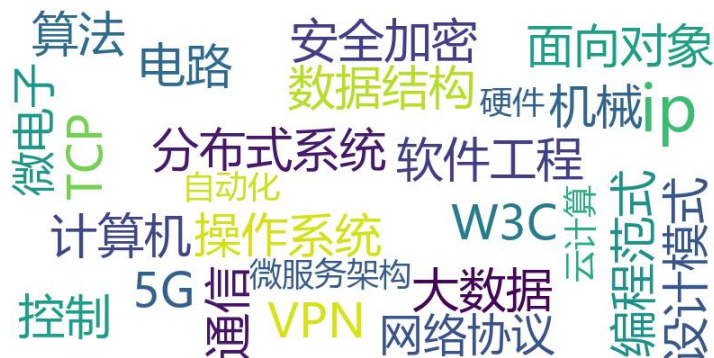 算法
电路
安全加密
面向对象
数据结构
硬件
机械
ip
微电子
TCP
分布式系统
软件工程
自动化
计算机
操作系统
W3C
云计算
编程范式
设计模式
5G
通信
微服务架构
大数据
控制
VPN
网络协议